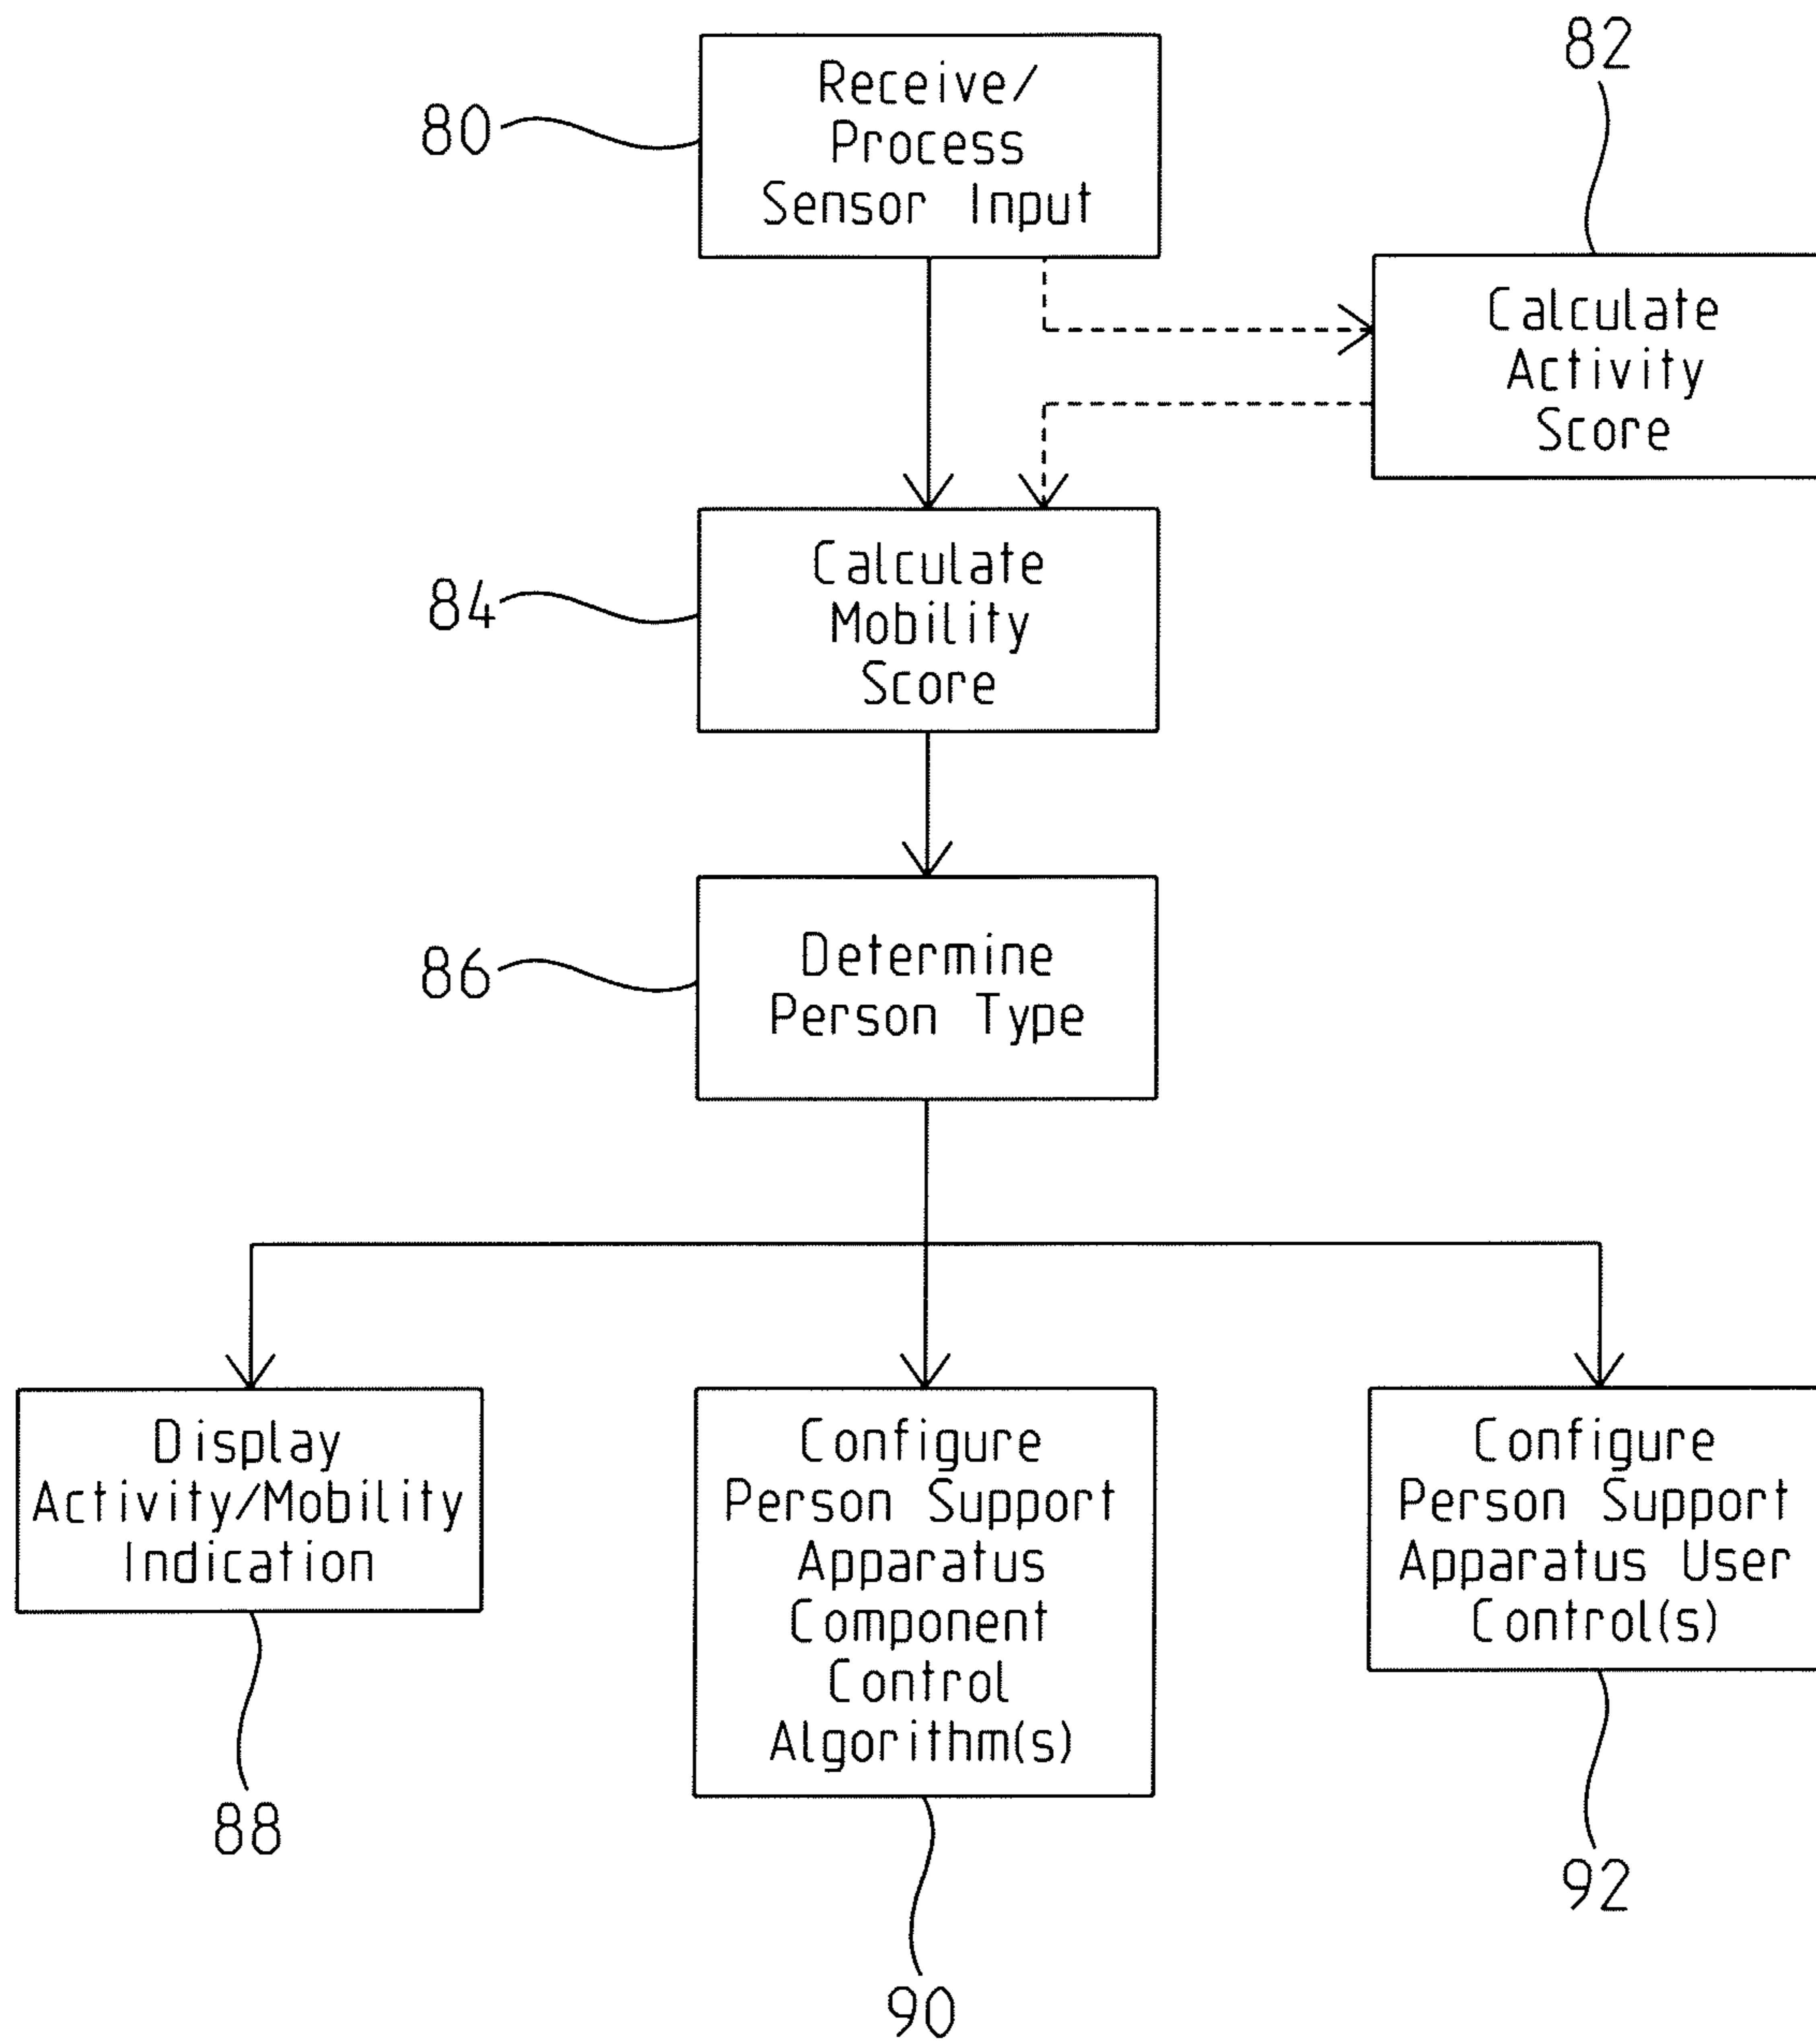 80
Receive/
Process
Sensor Input
82
Calculate
Activity
Score
84
Calculate
Mobility
Score
86
Determine
Person Type
Display
Activity/Mobility
Indication
88
Configure
Person Support
Apparatus
Component
Control
Algorithm(s)
90
Configure
Person Support
Apparatus User
Control(s)
92